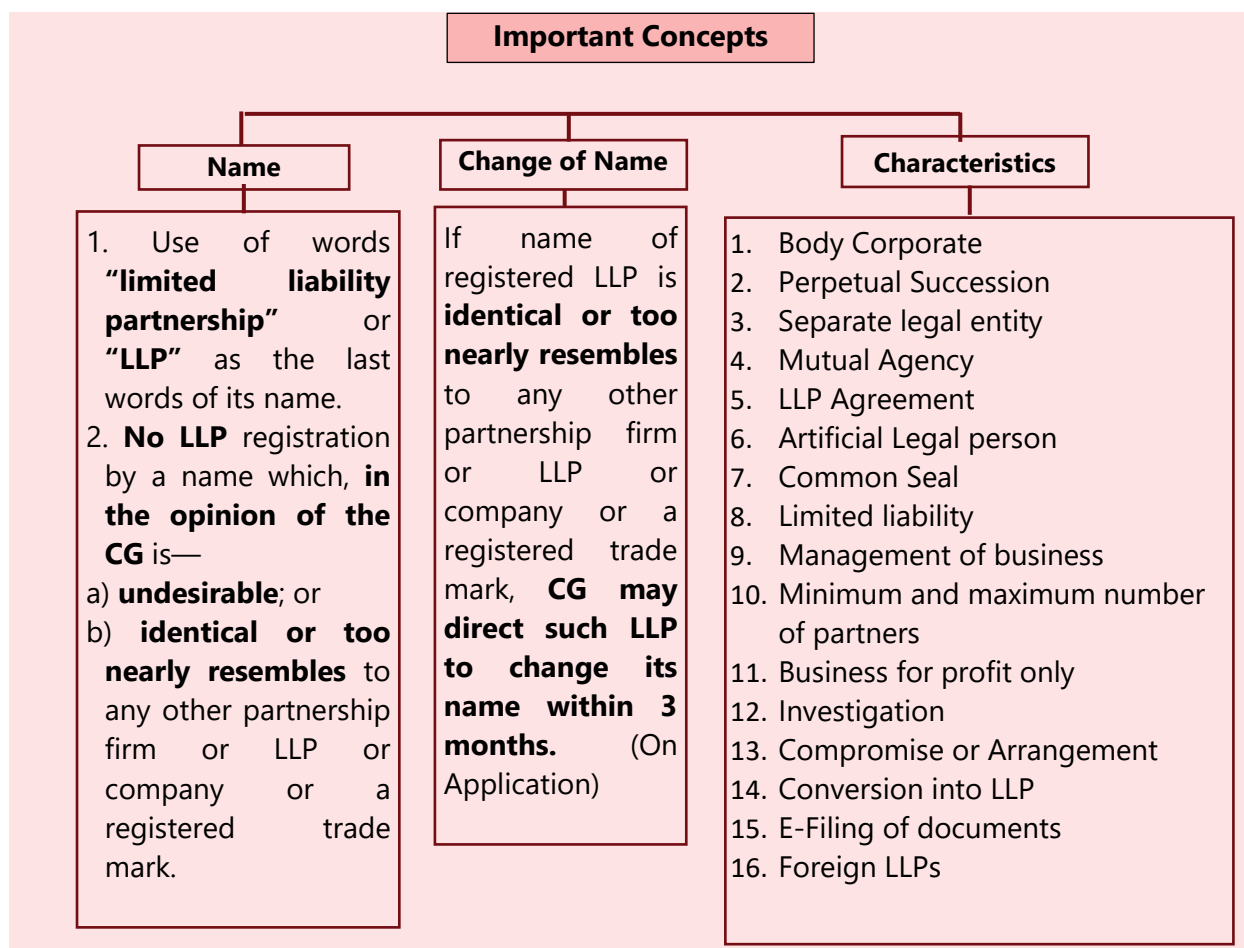 Important Concepts
Name
1. Use of words
“limited liability
partnership” or
“LLP” as the last
words of its name.
2. No LLP registration
by a name which, in
the opinion of the
CG is—
a) undesirable; or
b) identical or too
nearly resembles to
any other partnership
firm or LLP or
company or a
registered trade
mark.
Change of Name
If name of
registered LLP is
identical or too
nearly resembles
to any other
partnership firm
or LLP or
company or a
registered trade
mark, CG may
direct such LLP
to change its
name within 3
months. (On
Application)
Characteristics
1. Body Corporate
2. Perpetual Succession
3. Separate legal entity
4. Mutual Agency
5. LLP Agreement
6. Artificial Legal person
7. Common Seal
8. Limited liability
9. Management of business
10. Minimum and maximum number
of partners
11. Business for profit only
12. Investigation
13. Compromise or Arrangement
14. Conversion into LLP
15. E-Filing of documents
16. Foreign LLPs